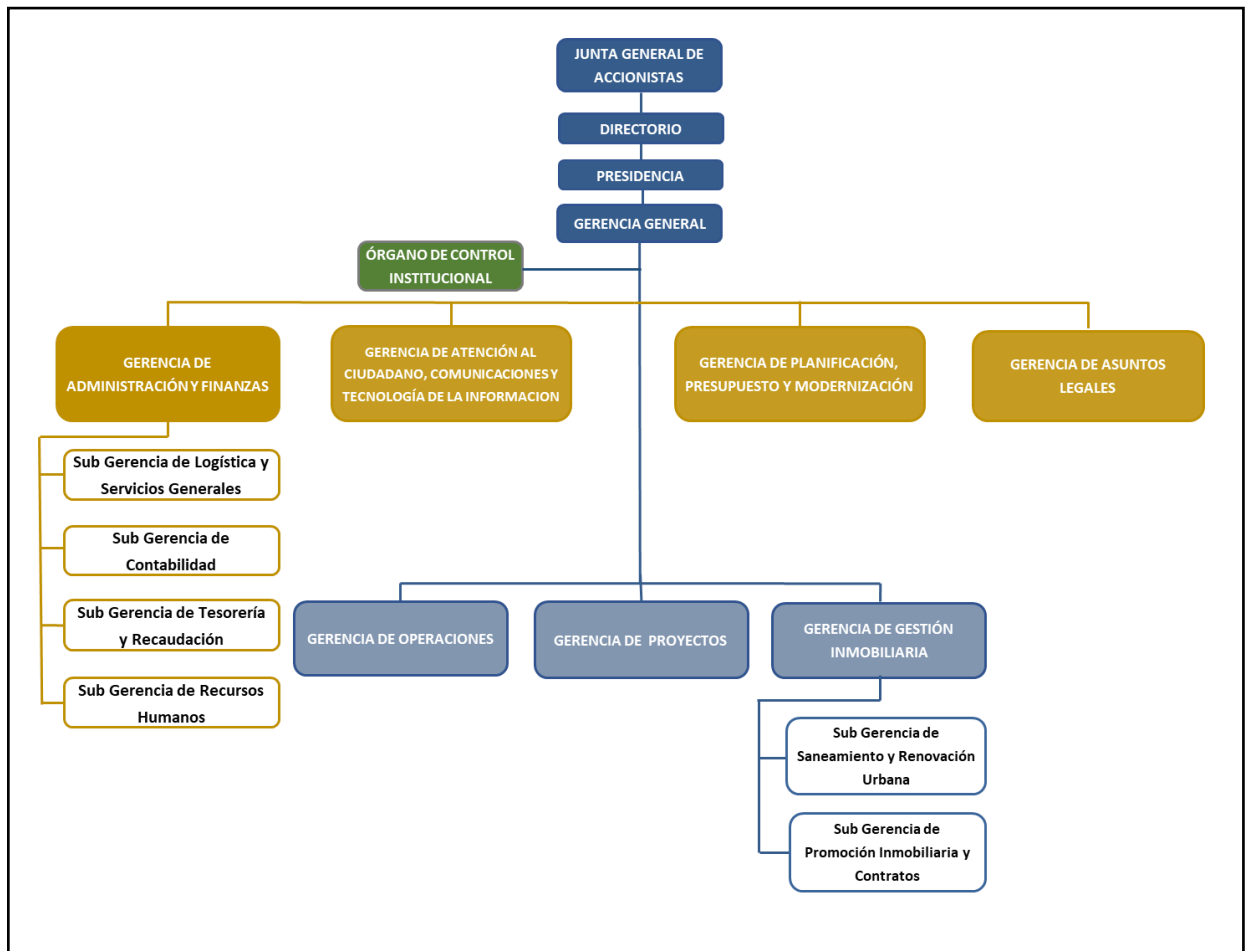 JUNTA GENERAL DE
ACCIONISTAS
DIRECTORIO
PRESIDENCIA
GERENCIA GENERAL
ÓRGANO DE CONTROL
INSTITUCIONAL
GERENCIA DE
ADMINISTRACIÓN Y FINANZAS
GERENCIA DE ATENCIÓN AL
CIUDADANO, COMUNICACIONES Y
TECNOLOGÍA DE LA INFORMACION
GERENCIA DE PLANIFICACIÓN,
PRESUPUESTO Y MODERNIZACIÓN
GERENCIA DE ASUNTOS
LEGALES
Sub Gerencia de Logística y
Servicios Generales
Sub Gerencia de
Contabilidad
Sub Gerencia de Tesorería
y Recaudación
Sub Gerencia de Recursos
Humanos
GERENCIA DE OPERACIONES
GERENCIA DE PROYECTOS
GERENCIA DE GESTIÓN
INMOBILIARIA
Sub Gerencia de
Saneamiento y Renovación
Urbana
Sub Gerencia de
Promoción Inmobiliaria y
Contratos